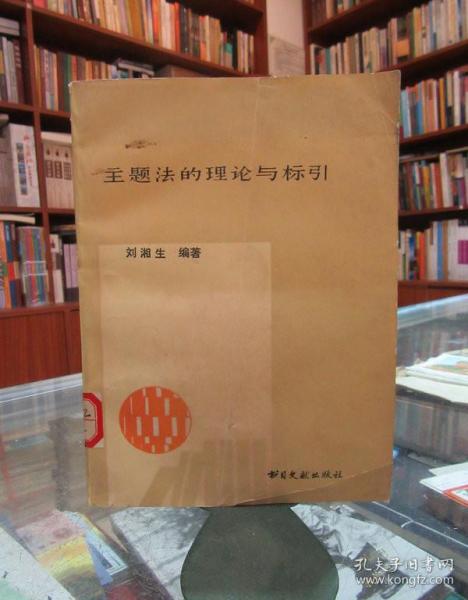 主题法的理论与标引
刘湘生 编著
书目文献出版社
孔夫子旧书网
www.kongfz.com